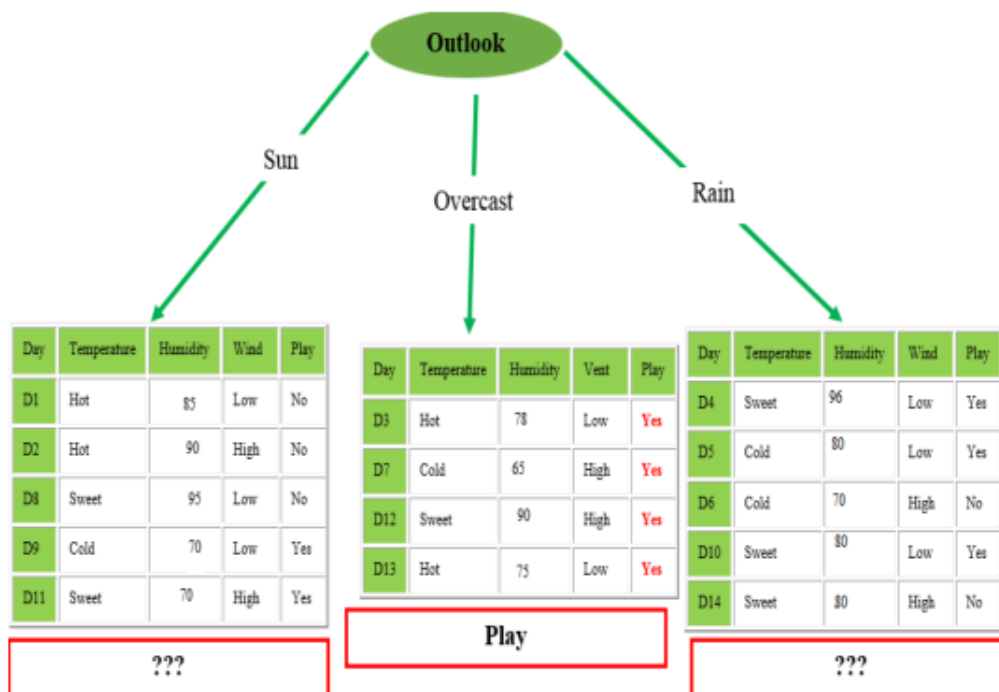 Outlook
Sun
Overcast
Rain
Day Temperature Humidity Wind Play
D1 Hot 85 Low No
D2 Hot 90 High No
D8 Sweet 95 Low No
D9 Cold 70 Low Yes
D11 Sweet 70 High Yes
???
Day Temperature Humidity Vent Play
D3 Hot 78 Low Yes
D7 Cold 65 High Yes
D12 Sweet 90 High Yes
D13 Hot 75 Low Yes
Play
Day Temperature Humidity Wind Play
D4 Sweet 96 Low Yes
D5 Cold 80 Low Yes
D6 Cold 70 High No
D10 Sweet 80 Low Yes
D14 Sweet 80 High No
???